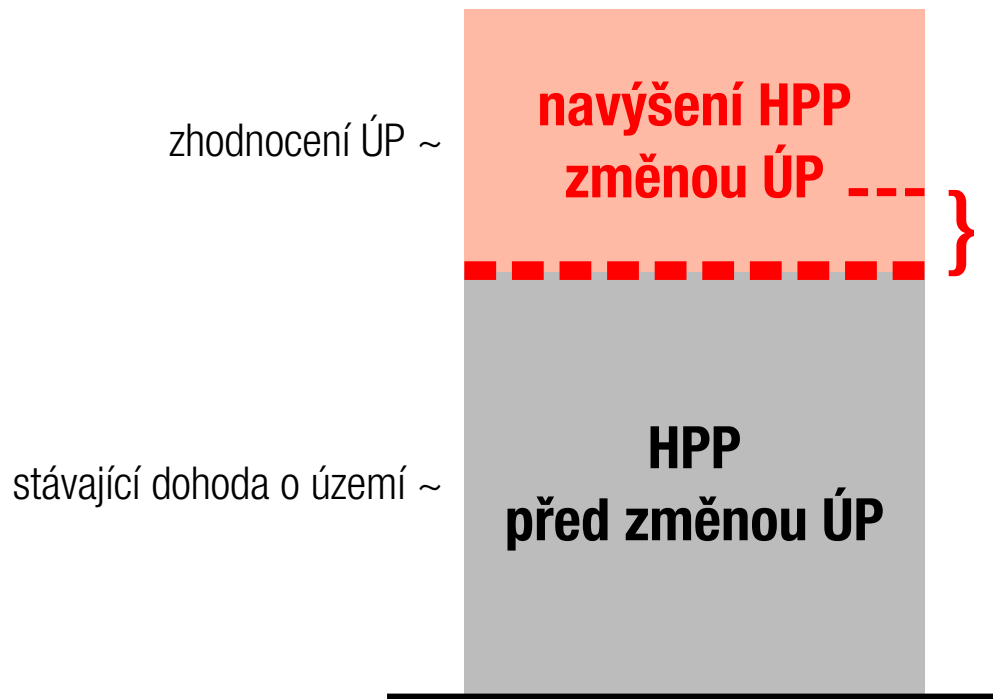 navýšení HPP
změnou ÚP
zhodnocení ÚP ~
}
HPP
před změnou ÚP
stávající dohoda o území ~